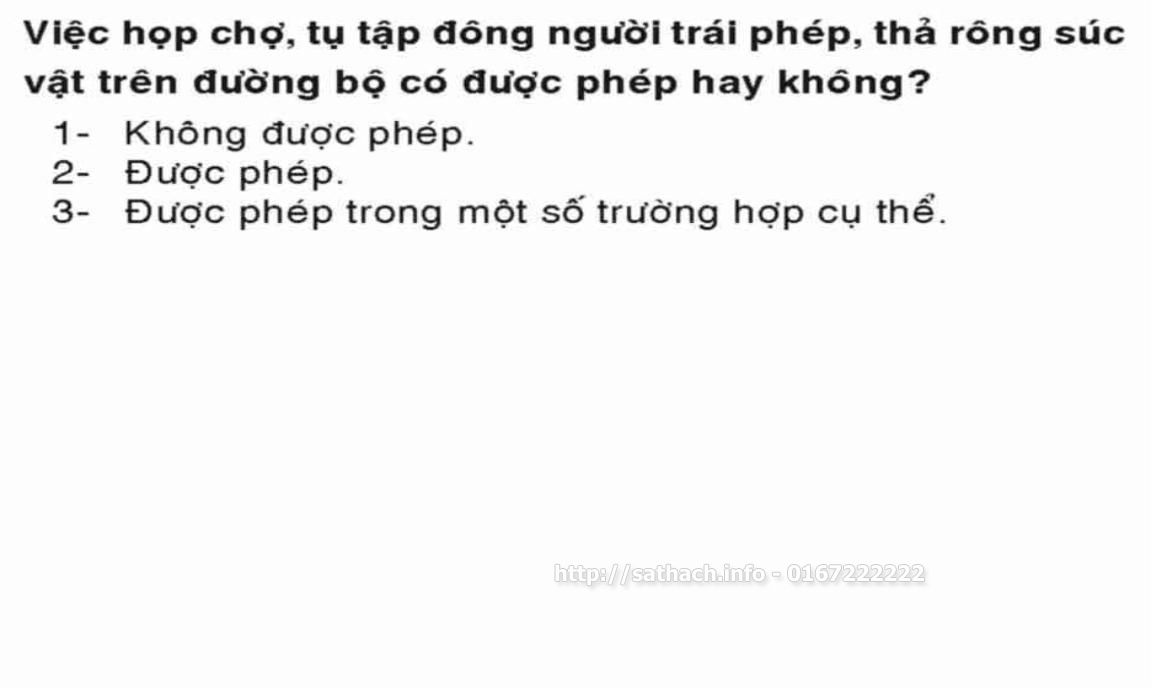 Việc họp chợ, tụ tập đông người trái phép, thả rông súc
vật trên đường bộ có được phép hay không?
1- Không được phép.
2- Được phép.
3- Được phép trong một số trường hợp cụ thể.
http://sathach.info - 0167222222